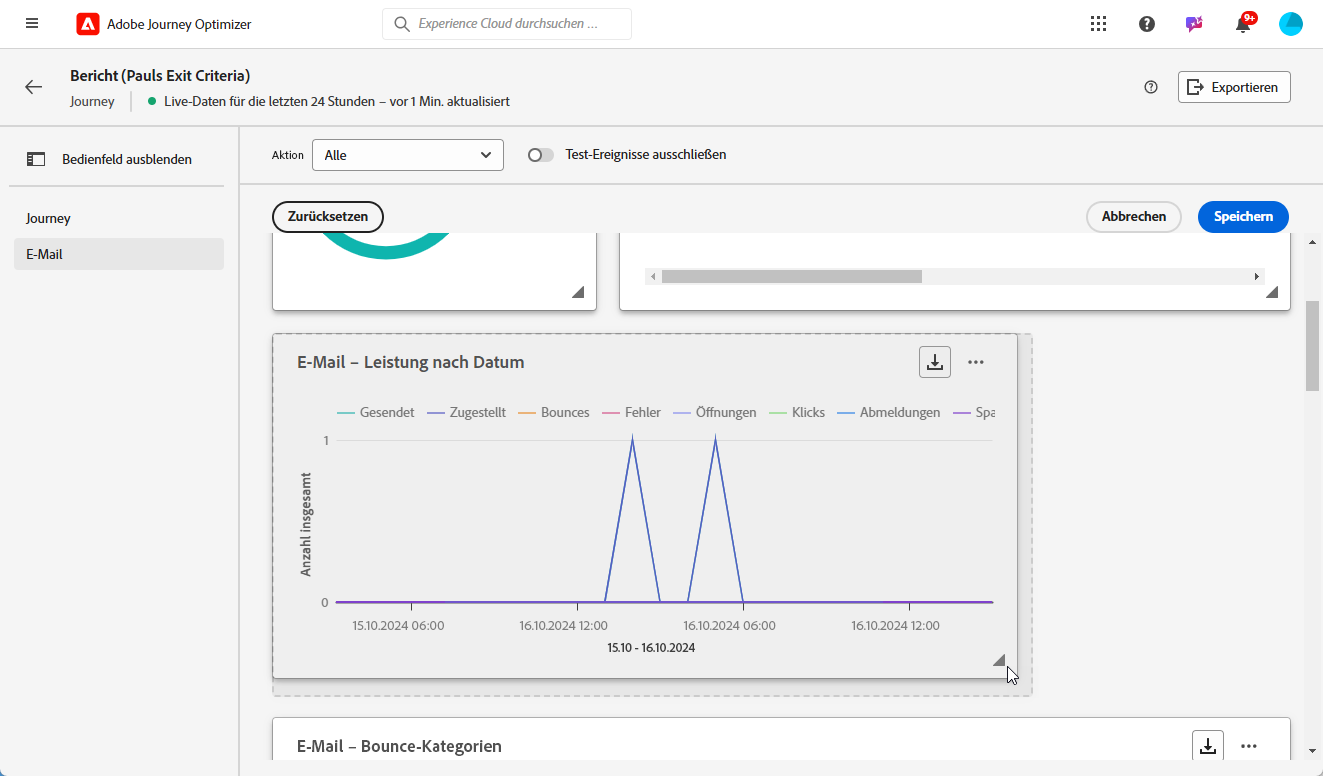 Adobe Journey Optimizer
Experience Cloud durchsuchen ...
9+
Bericht (Pauls Exit Criteria)
Journey
Live-Daten für die letzten 24 Stunden – vor 1 Min. aktualisiert
Exportieren
Bedienfeld ausblenden
Aktion
Alle
Test-Ereignisse ausschließen
Journey
E-Mail
Zurücksetzen
Abbrechen
Speichern
E-Mail – Leistung nach Datum
Gesendet Zugestellt Bounces Fehler Öffnungen Klicks Abmeldungen Spa
1
Anzahl insgesamt
0
15.10.2024 06:00 16.10.2024 12:00 16.10.2024 06:00 16.10.2024 12:00
15.10 - 16.10.2024
E-Mail – Bounce-Kategorien